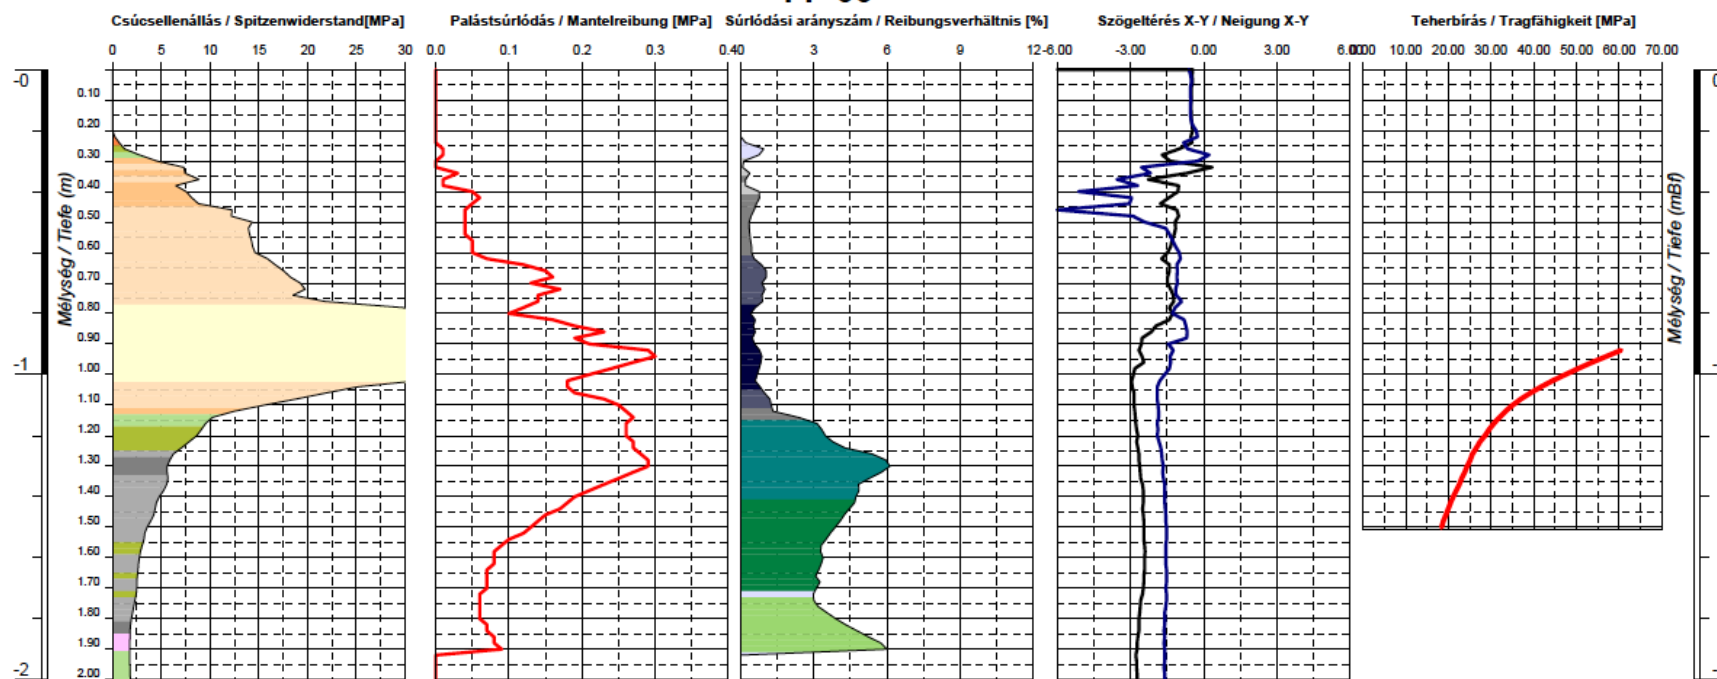 Csúcsellenállás / Spitzenwiderstand[MPa]
Palástsúrlódás / Mantelreibung [MPa]
Súrlódási arányszám / Reibungsverhältnis [%]
Szögeltérés X-Y / Neigung X-Y
Teherbírás / Tragfähigkeit [MPa]
0 5 10 15 20 25 30
0.0 0.1 0.2 0.3 0.4
0 3 6 9 12
-6.00 -3.00 0.00 3.00 6.00
0.00 10.00 20.00 30.00 40.00 50.00 60.00 70.00
-0
-1
-2
Mélység / Tiefe (m)
0.10
0.20
0.30
0.40
0.50
0.60
0.70
0.80
0.90
1.00
1.10
1.20
1.30
1.40
1.50
1.60
1.70
1.80
1.90
2.00
Mélység / Tiefe (mBf)